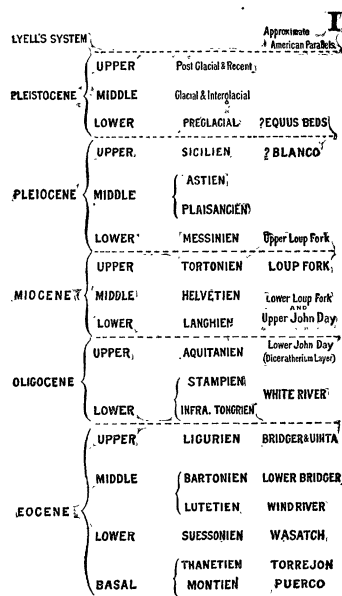 I
LYELL'S SYSTEM Approximate American Parallels.
UPPER Post Glacial & Recent
PLEISTOCENE MIDDLE Glacial & Interglacial
LOWER PREGLACIAL ?EQUUS BEDS
UPPER SICILIEN ?BLANCO
ASTIEN
PLEIOCENE MIDDLE
PLAISANCIEN
LOWER MESSINIEN Upper Loup Fork
UPPER TORTONIEN LOUP FORK
MIOCENE MIDDLE HELVÉTIEN Lower Loup Fork
AND
LOWER LANGHIEN Upper John Day
UPPER AQUITANIEN Lower John Day
(Diceratherium Layer)
OLIGOCENE
STAMPIEN
WHITE RIVER
LOWER INFRA. TONGRIEN
UPPER LIGURIEN BRIDGER & UINTA
MIDDLE BARTONIEN LOWER BRIDGER
EOCENE LUTETIEN WIND RIVER
LOWER SUESSONIEN WASATCH
THANETIEN TORREJON
BASAL MONTIEN PUERCO